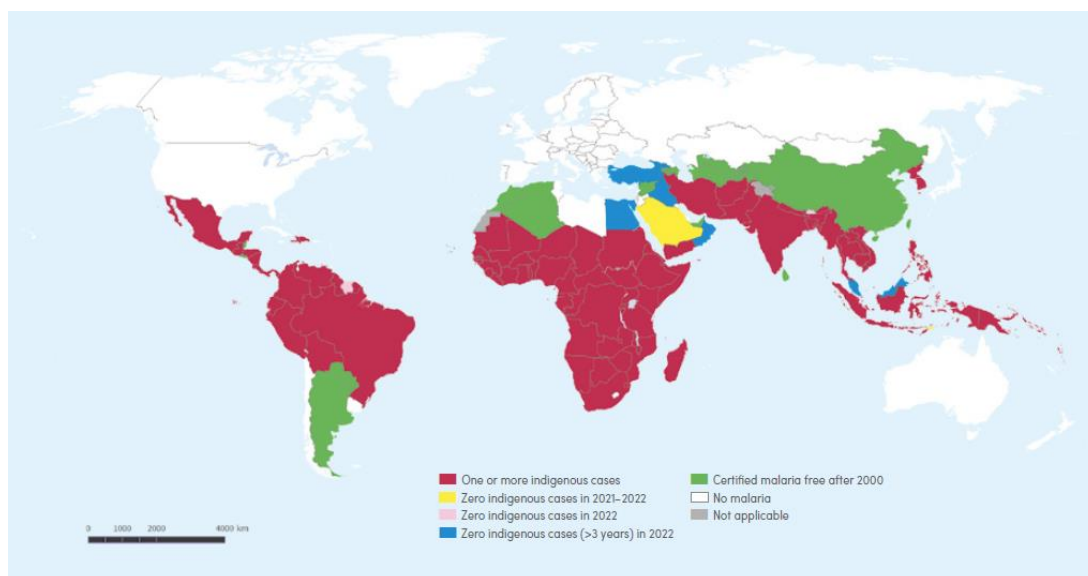 One or more indigenous cases
Zero indigenous cases in 2021–2022
Zero indigenous cases in 2022
Zero indigenous cases (>3 years) in 2022
Certified malaria free after 2000
No malaria
Not applicable
0 1000 2000 4000 km